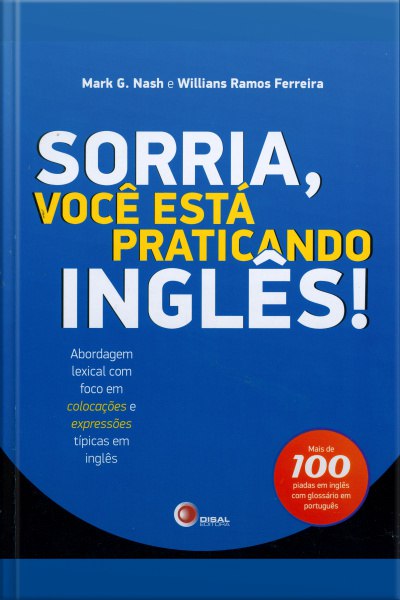 Mark G. Nash e Willians Ramos Ferreira
SORRIA,
VOCÊ ESTÁ
PRATICANDO
INGLÊS!
Abordagem
lexical com
foco em
colocações e
expressões
típicas em
inglês
Mais de
100
piadas em inglês
com glossário em
português
DISAL
EDITORA